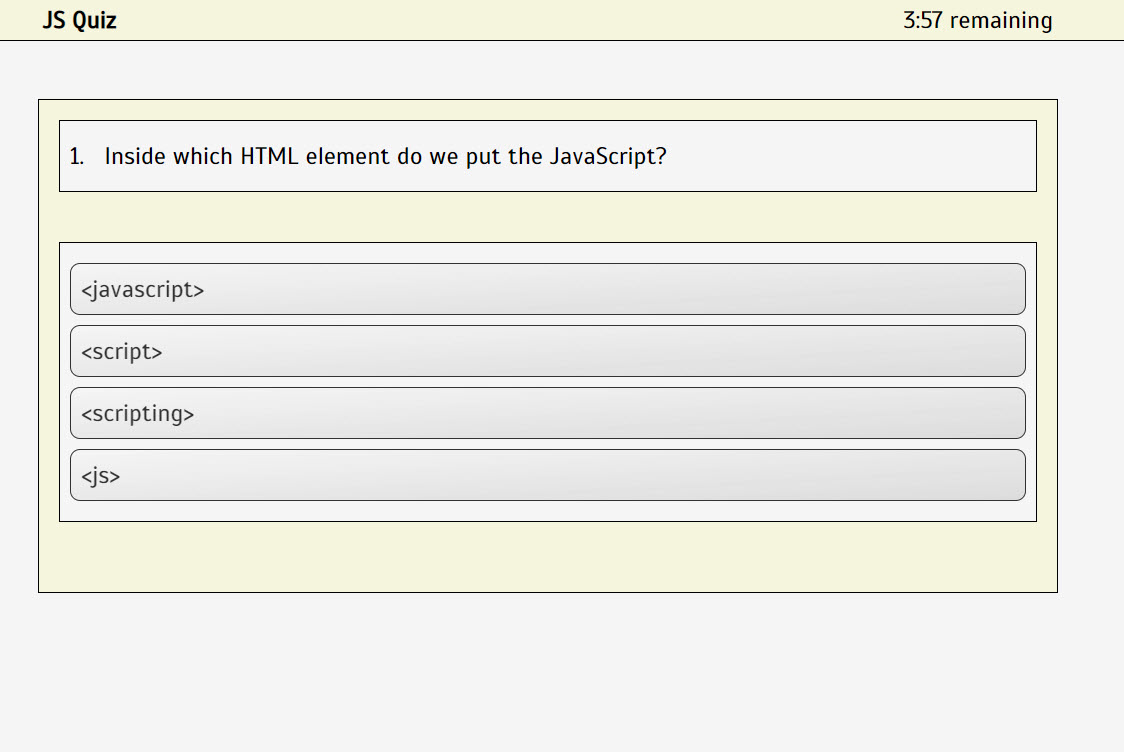 JS Quiz 3:57 remaining
1. Inside which HTML element do we put the JavaScript?
<javascript>
<script>
<scripting>
<js>